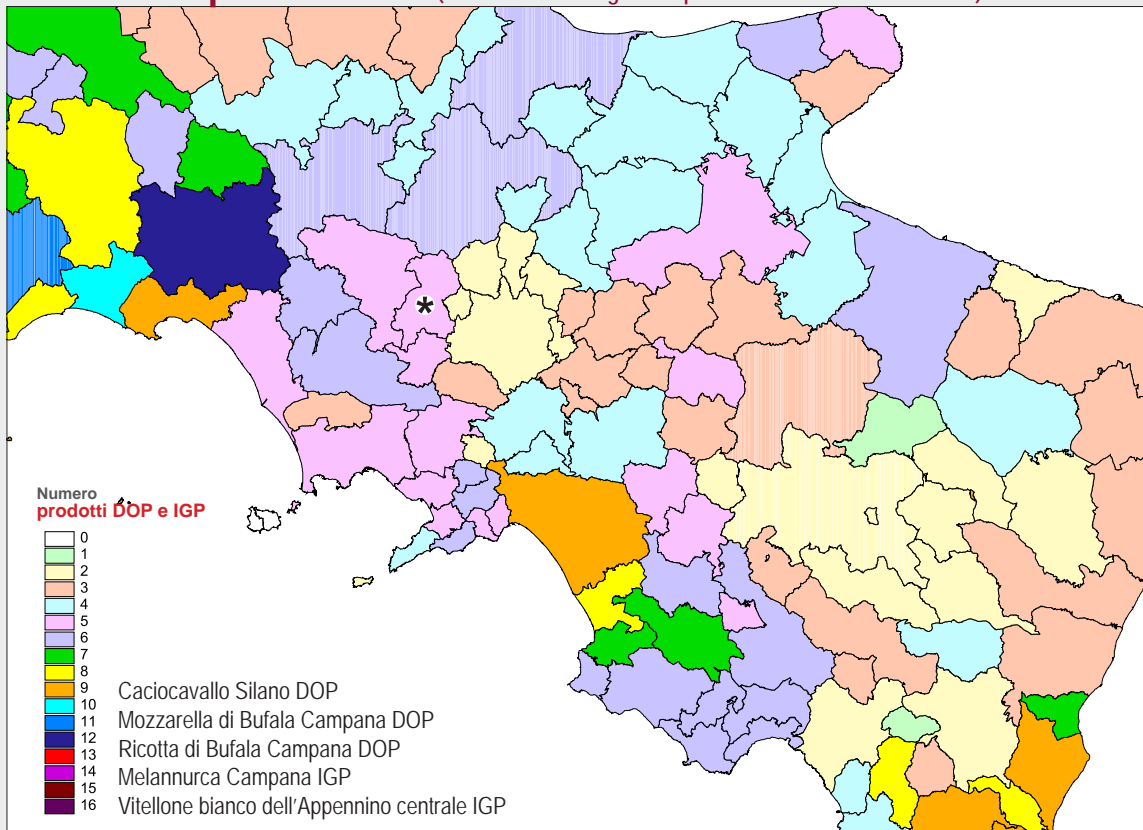 Numero
prodotti DOP e IGP
0
1
2
3
4
5
6
7
8
9
10
11
12
13
14
15
16
Caciocavallo Silano DOP
Mozzarella di Bufala Campana DOP
Ricotta di Bufala Campana DOP
Melannurca Campana IGP
Vitellone bianco dell'Appennino centrale IGP
*